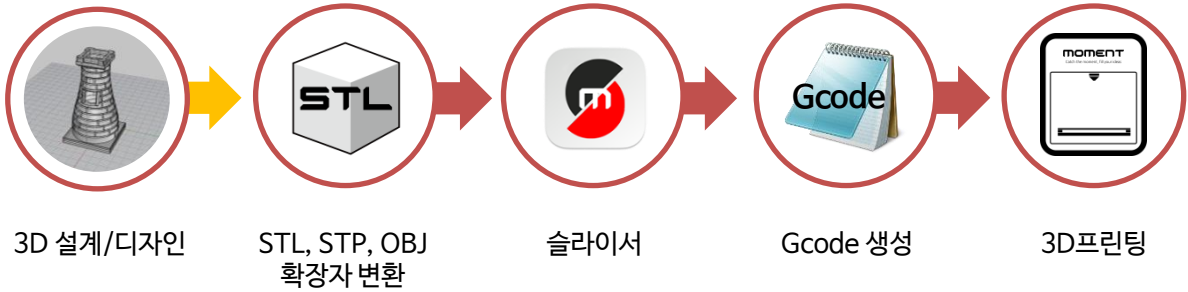 STL
m
Gcode
MOMENT
3D 설계/디자인
STL, STP, OBJ
확장자 변환
슬라이서
Gcode 생성
3D프린팅